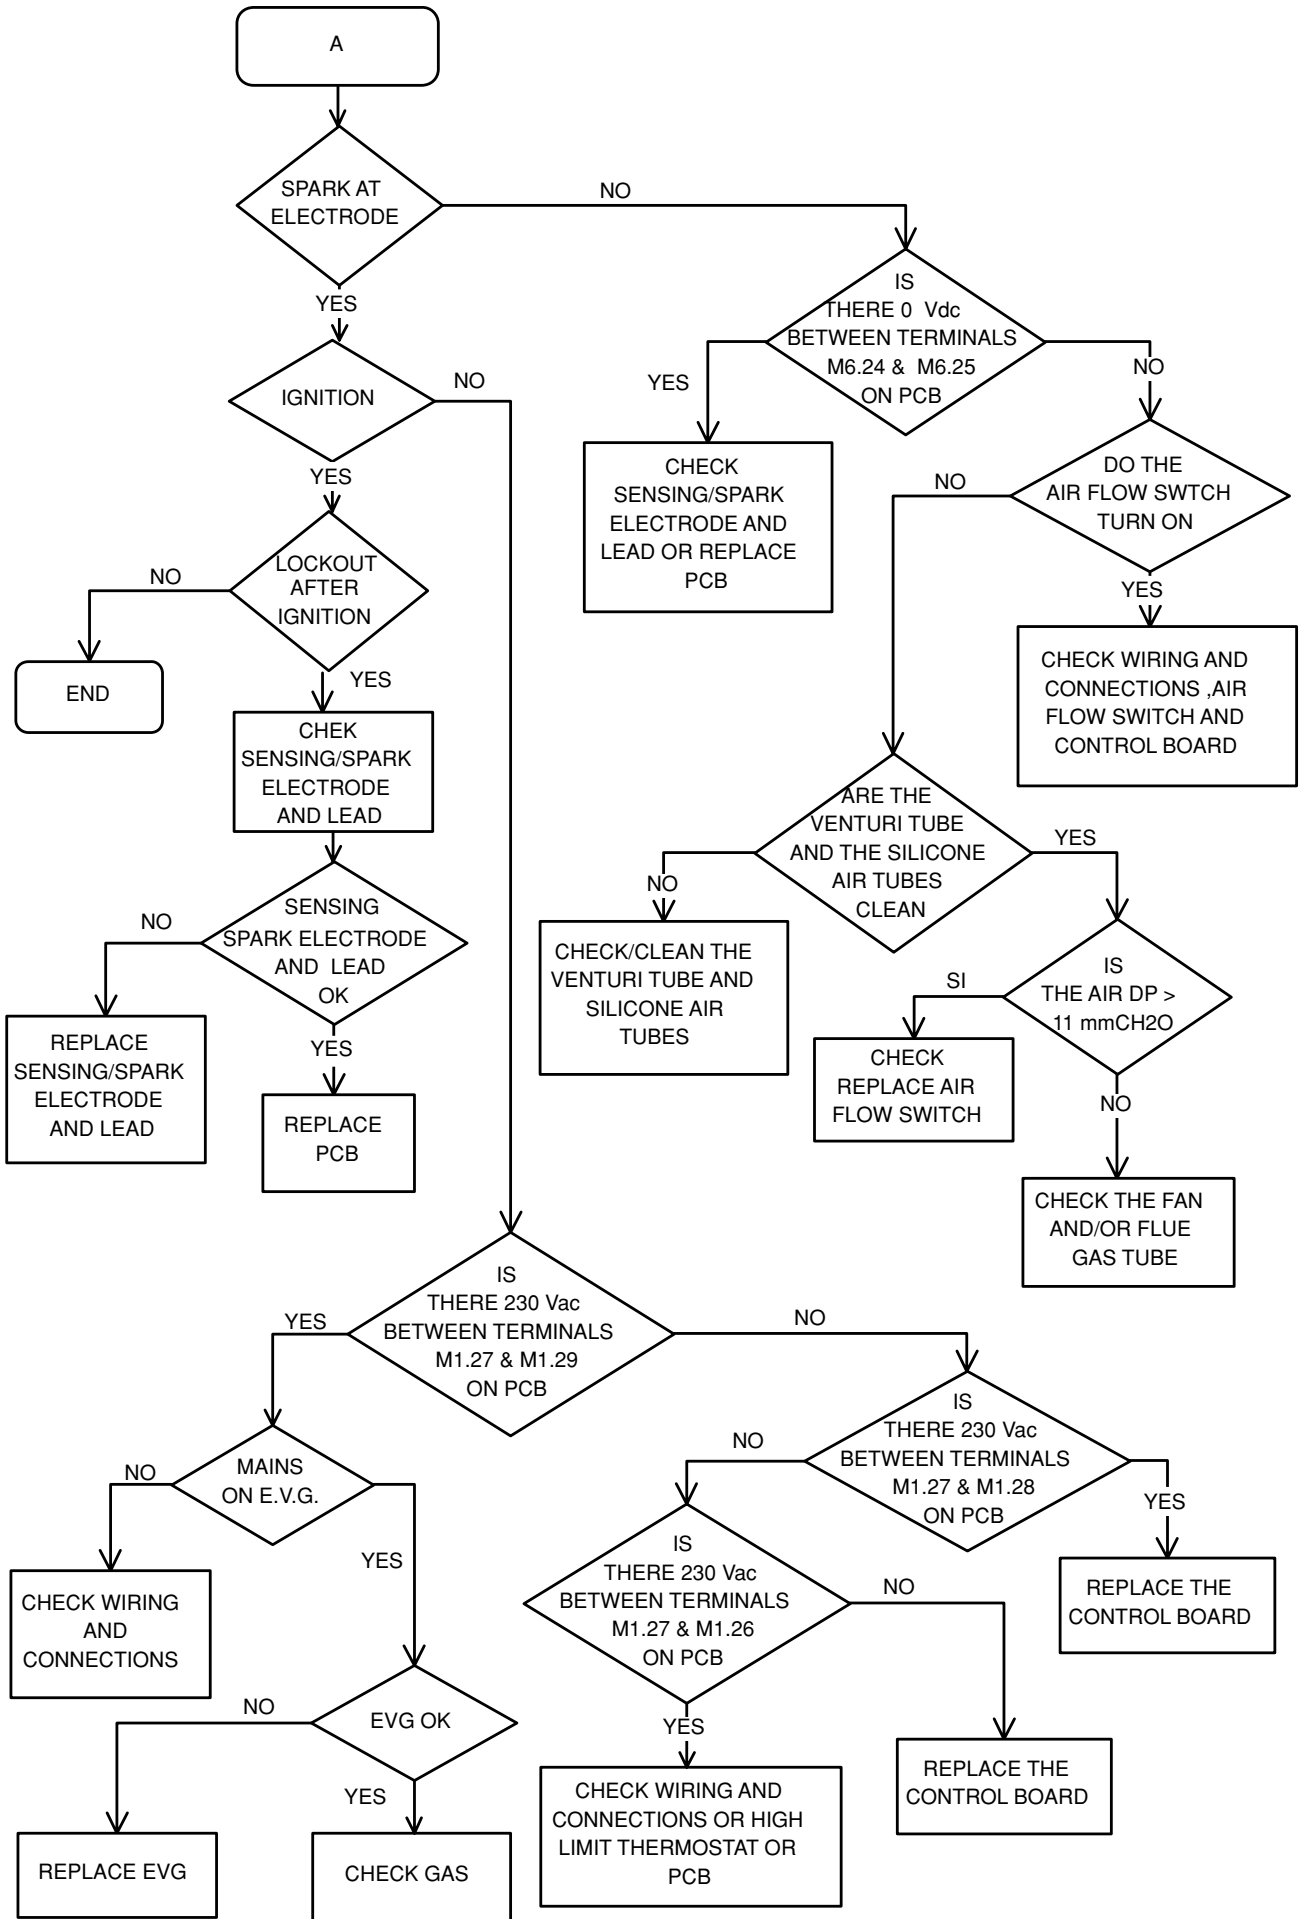 A
SPARK AT
ELECTRODE
NO
YES
IS
THERE 0 Vdc
BETWEEN TERMINALS
M6.24 & M6.25
ON PCB
YES
NO
IGNITION
NO
YES
CHECK
SENSING/SPARK
ELECTRODE AND
LEAD OR REPLACE
PCB
DO THE
AIR FLOW SWTCH
TURN ON
NO
YES
LOCKOUT
AFTER
IGNITION
NO
YES
END
CHECK WIRING AND
CONNECTIONS ,AIR
FLOW SWITCH AND
CONTROL BOARD
CHEK
SENSING/SPARK
ELECTRODE
AND LEAD
ARE THE
VENTURI TUBE
AND THE SILICONE
AIR TUBES
CLEAN
YES
NO
SENSING
SPARK ELECTRODE
AND LEAD
OK
NO
YES
CHECK/CLEAN THE
VENTURI TUBE AND
SILICONE AIR
TUBES
IS
THE AIR DP >
11 mmCH2O
SI
NO
REPLACE
SENSING/SPARK
ELECTRODE
AND LEAD
REPLACE
PCB
CHECK
REPLACE AIR
FLOW SWITCH
CHECK THE FAN
AND/OR FLUE
GAS TUBE
IS
THERE 230 Vac
BETWEEN TERMINALS
M1.27 & M1.29
ON PCB
YES
NO
IS
THERE 230 Vac
BETWEEN TERMINALS
M1.27 & M1.28
ON PCB
NO
YES
MAINS
ON E.V.G.
NO
YES
IS
THERE 230 Vac
BETWEEN TERMINALS
M1.27 & M1.26
ON PCB
NO
YES
REPLACE THE
CONTROL BOARD
CHECK WIRING
AND
CONNECTIONS
EVG OK
NO
YES
REPLACE THE
CONTROL BOARD
CHECK WIRING AND
CONNECTIONS OR HIGH
LIMIT THERMOSTAT OR
PCB
REPLACE EVG
CHECK GAS